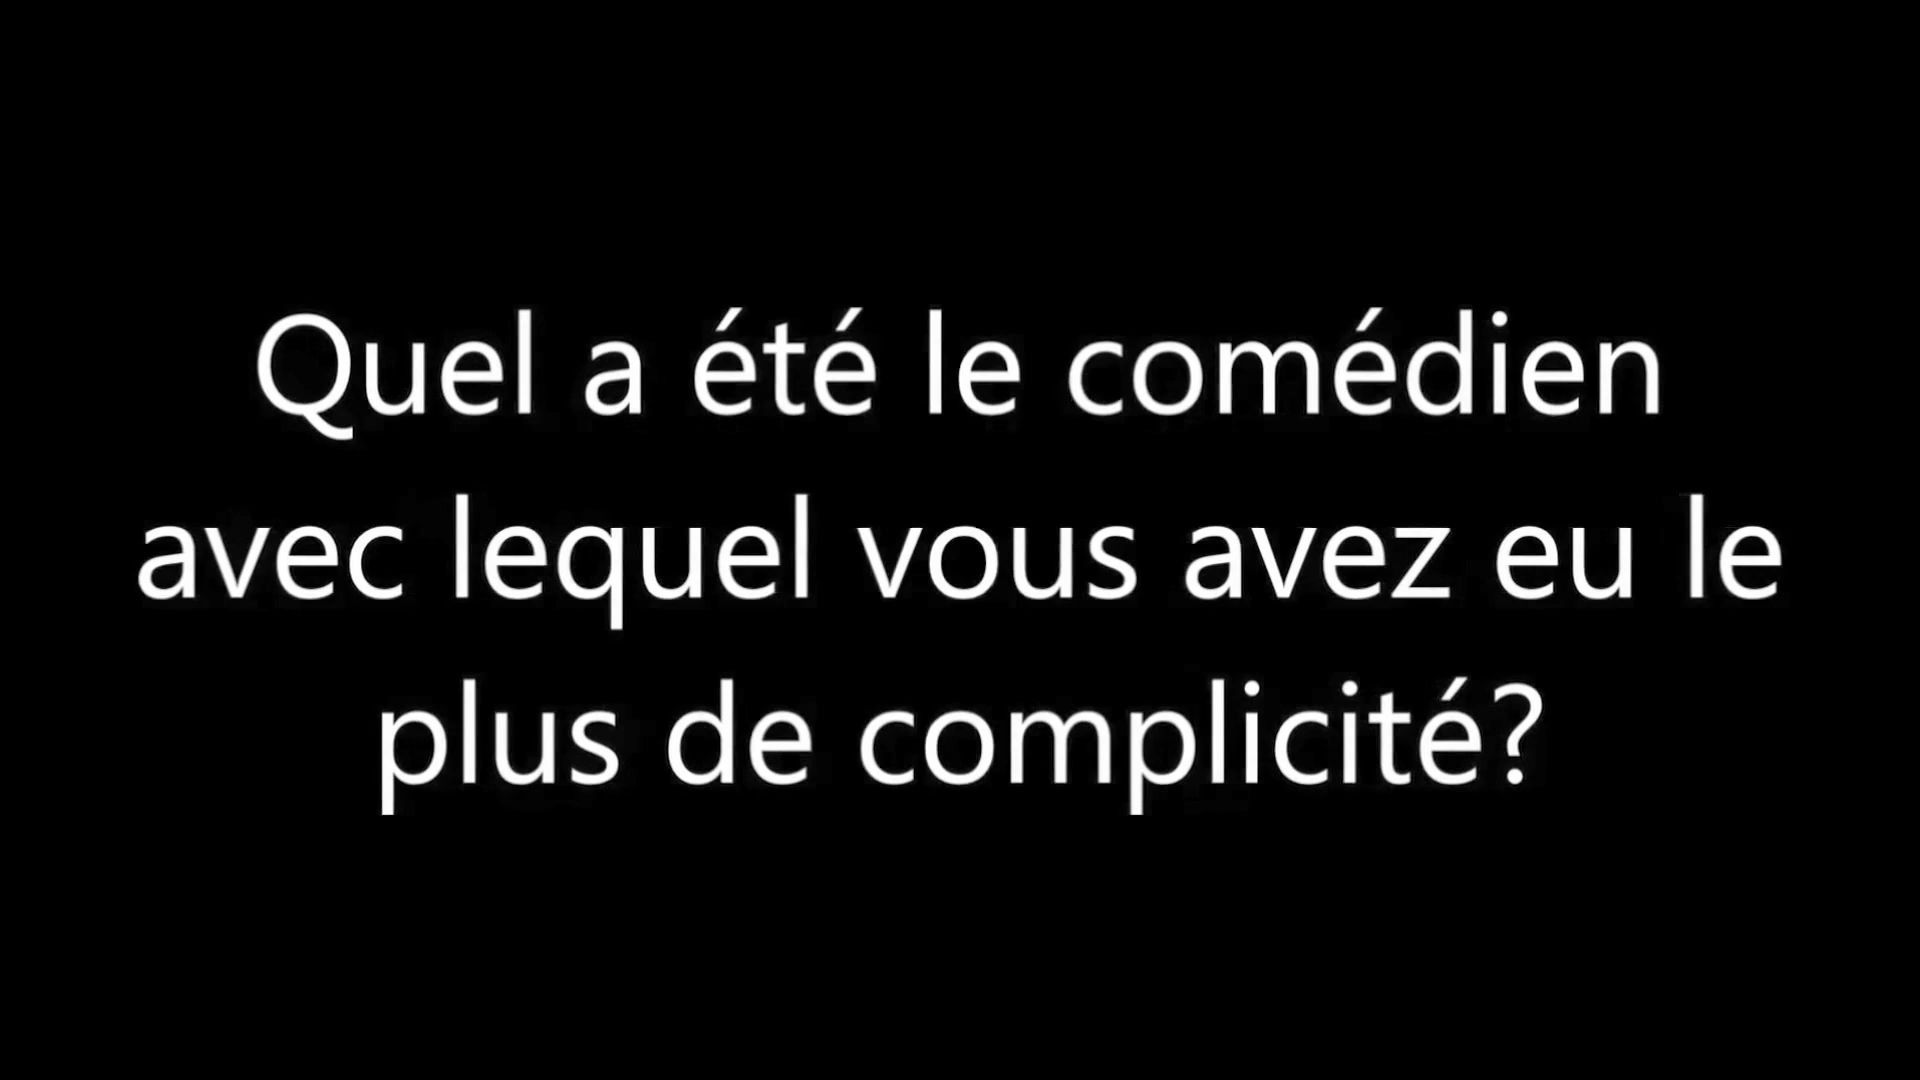 Quel a été le comédien
avec lequel vous avez eu le
plus de complicité?